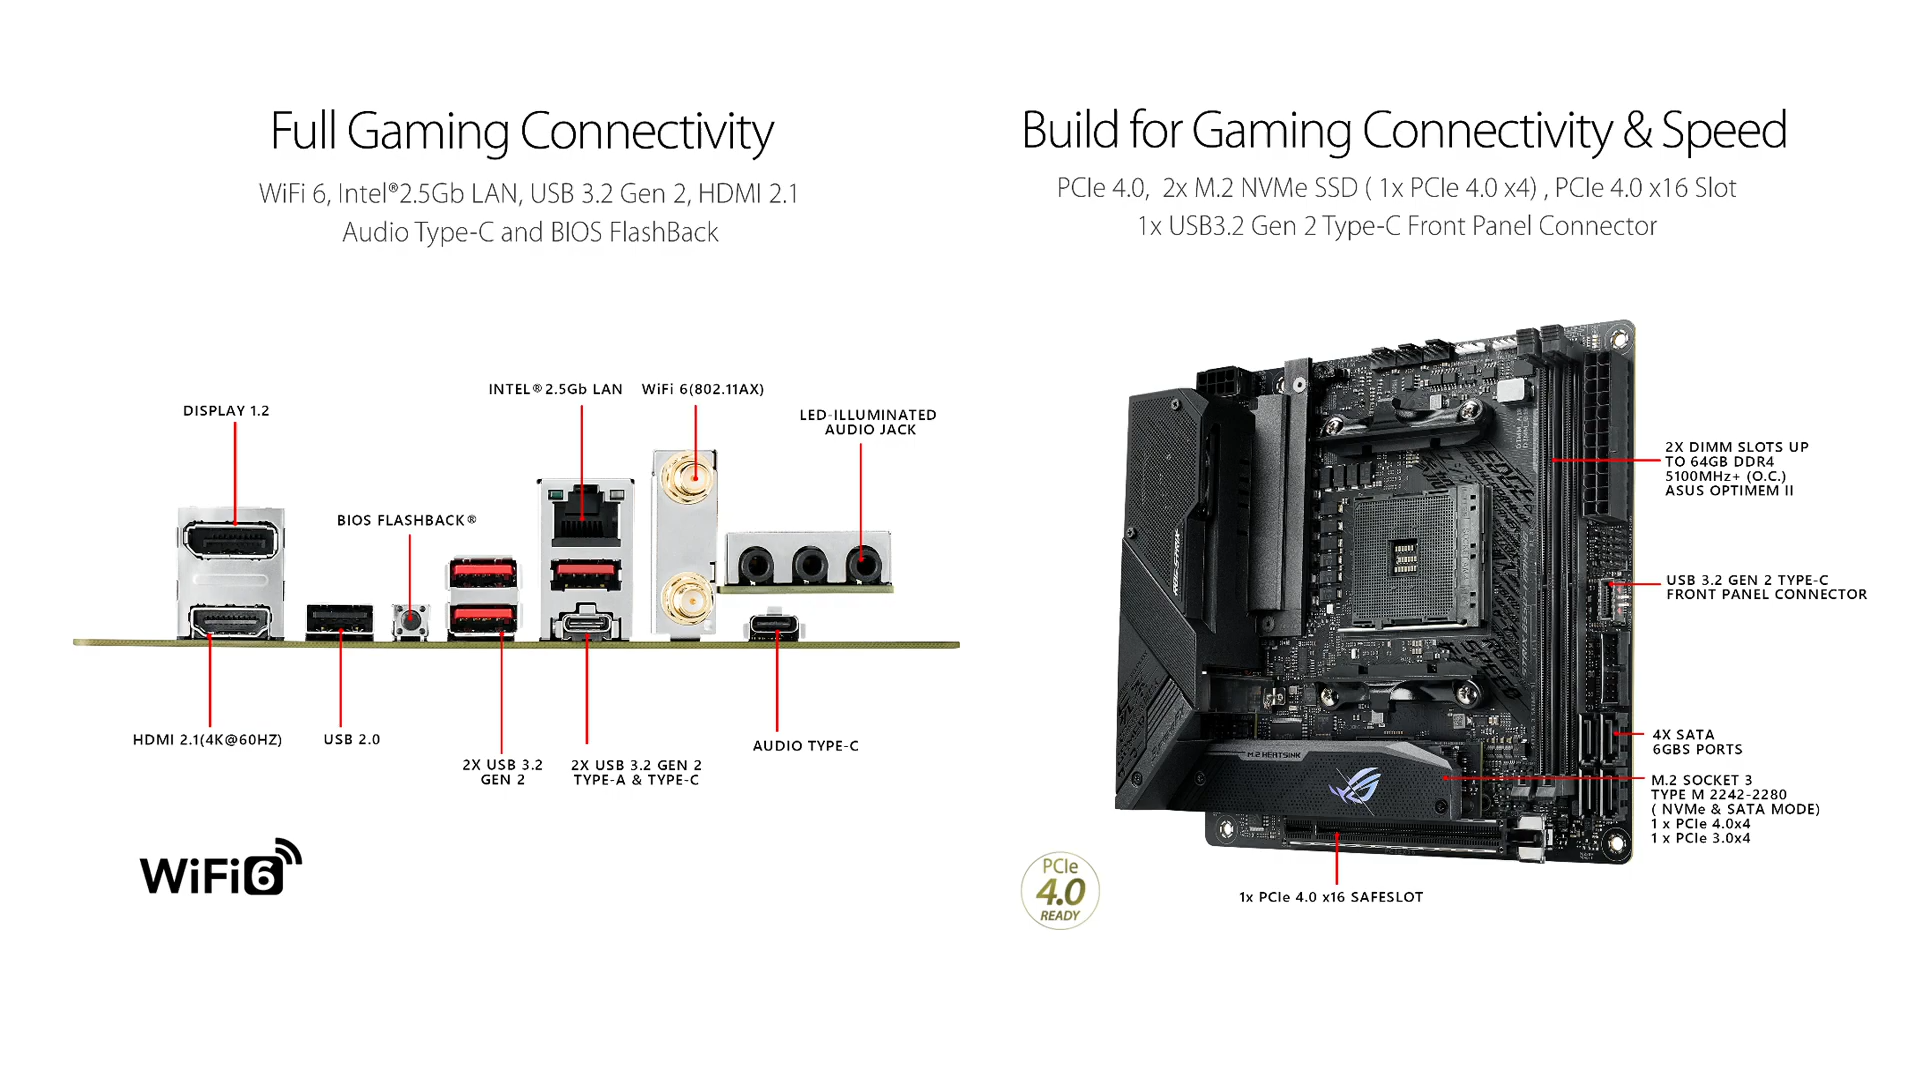 Full Gaming Connectivity
WiFi 6, Intel®2.5Gb LAN, USB 3.2 Gen 2, HDMI 2.1
Audio Type-C and BIOS FlashBack
DISPLAY 1.2
BIOS FLASHBACK®
INTEL® 2.5Gb LAN
WiFi 6(802.11AX)
LED-ILLUMINATED
AUDIO JACK
HDMI 2.1(4K@60HZ)
USB 2.0
2X USB 3.2
GEN 2
2X USB 3.2 GEN 2
TYPE-A & TYPE-C
AUDIO TYPE-C
WiFi 6
Build for Gaming Connectivity & Speed
PCIe 4.0,  2x M.2 NVMe SSD ( 1x PCIe 4.0 x4) , PCIe 4.0 x16 Slot
1x USB3.2 Gen 2 Type-C Front Panel Connector
2X DIMM SLOTS UP
TO 64GB DDR4
5100MHz+ (O.C.)
ASUS OPTIMEM II
USB 3.2 GEN 2 TYPE-C
FRONT PANEL CONNECTOR
4X SATA
6GBS PORTS
M.2 SOCKET 3
TYPE M 2242-2280
( NVMe & SATA MODE)
1 x PCIe 4.0x4
1 x PCIe 3.0x4
M.2 HEATSINK
1x PCIe 4.0 x16 SAFESLOT
PCIe
4.0
READY